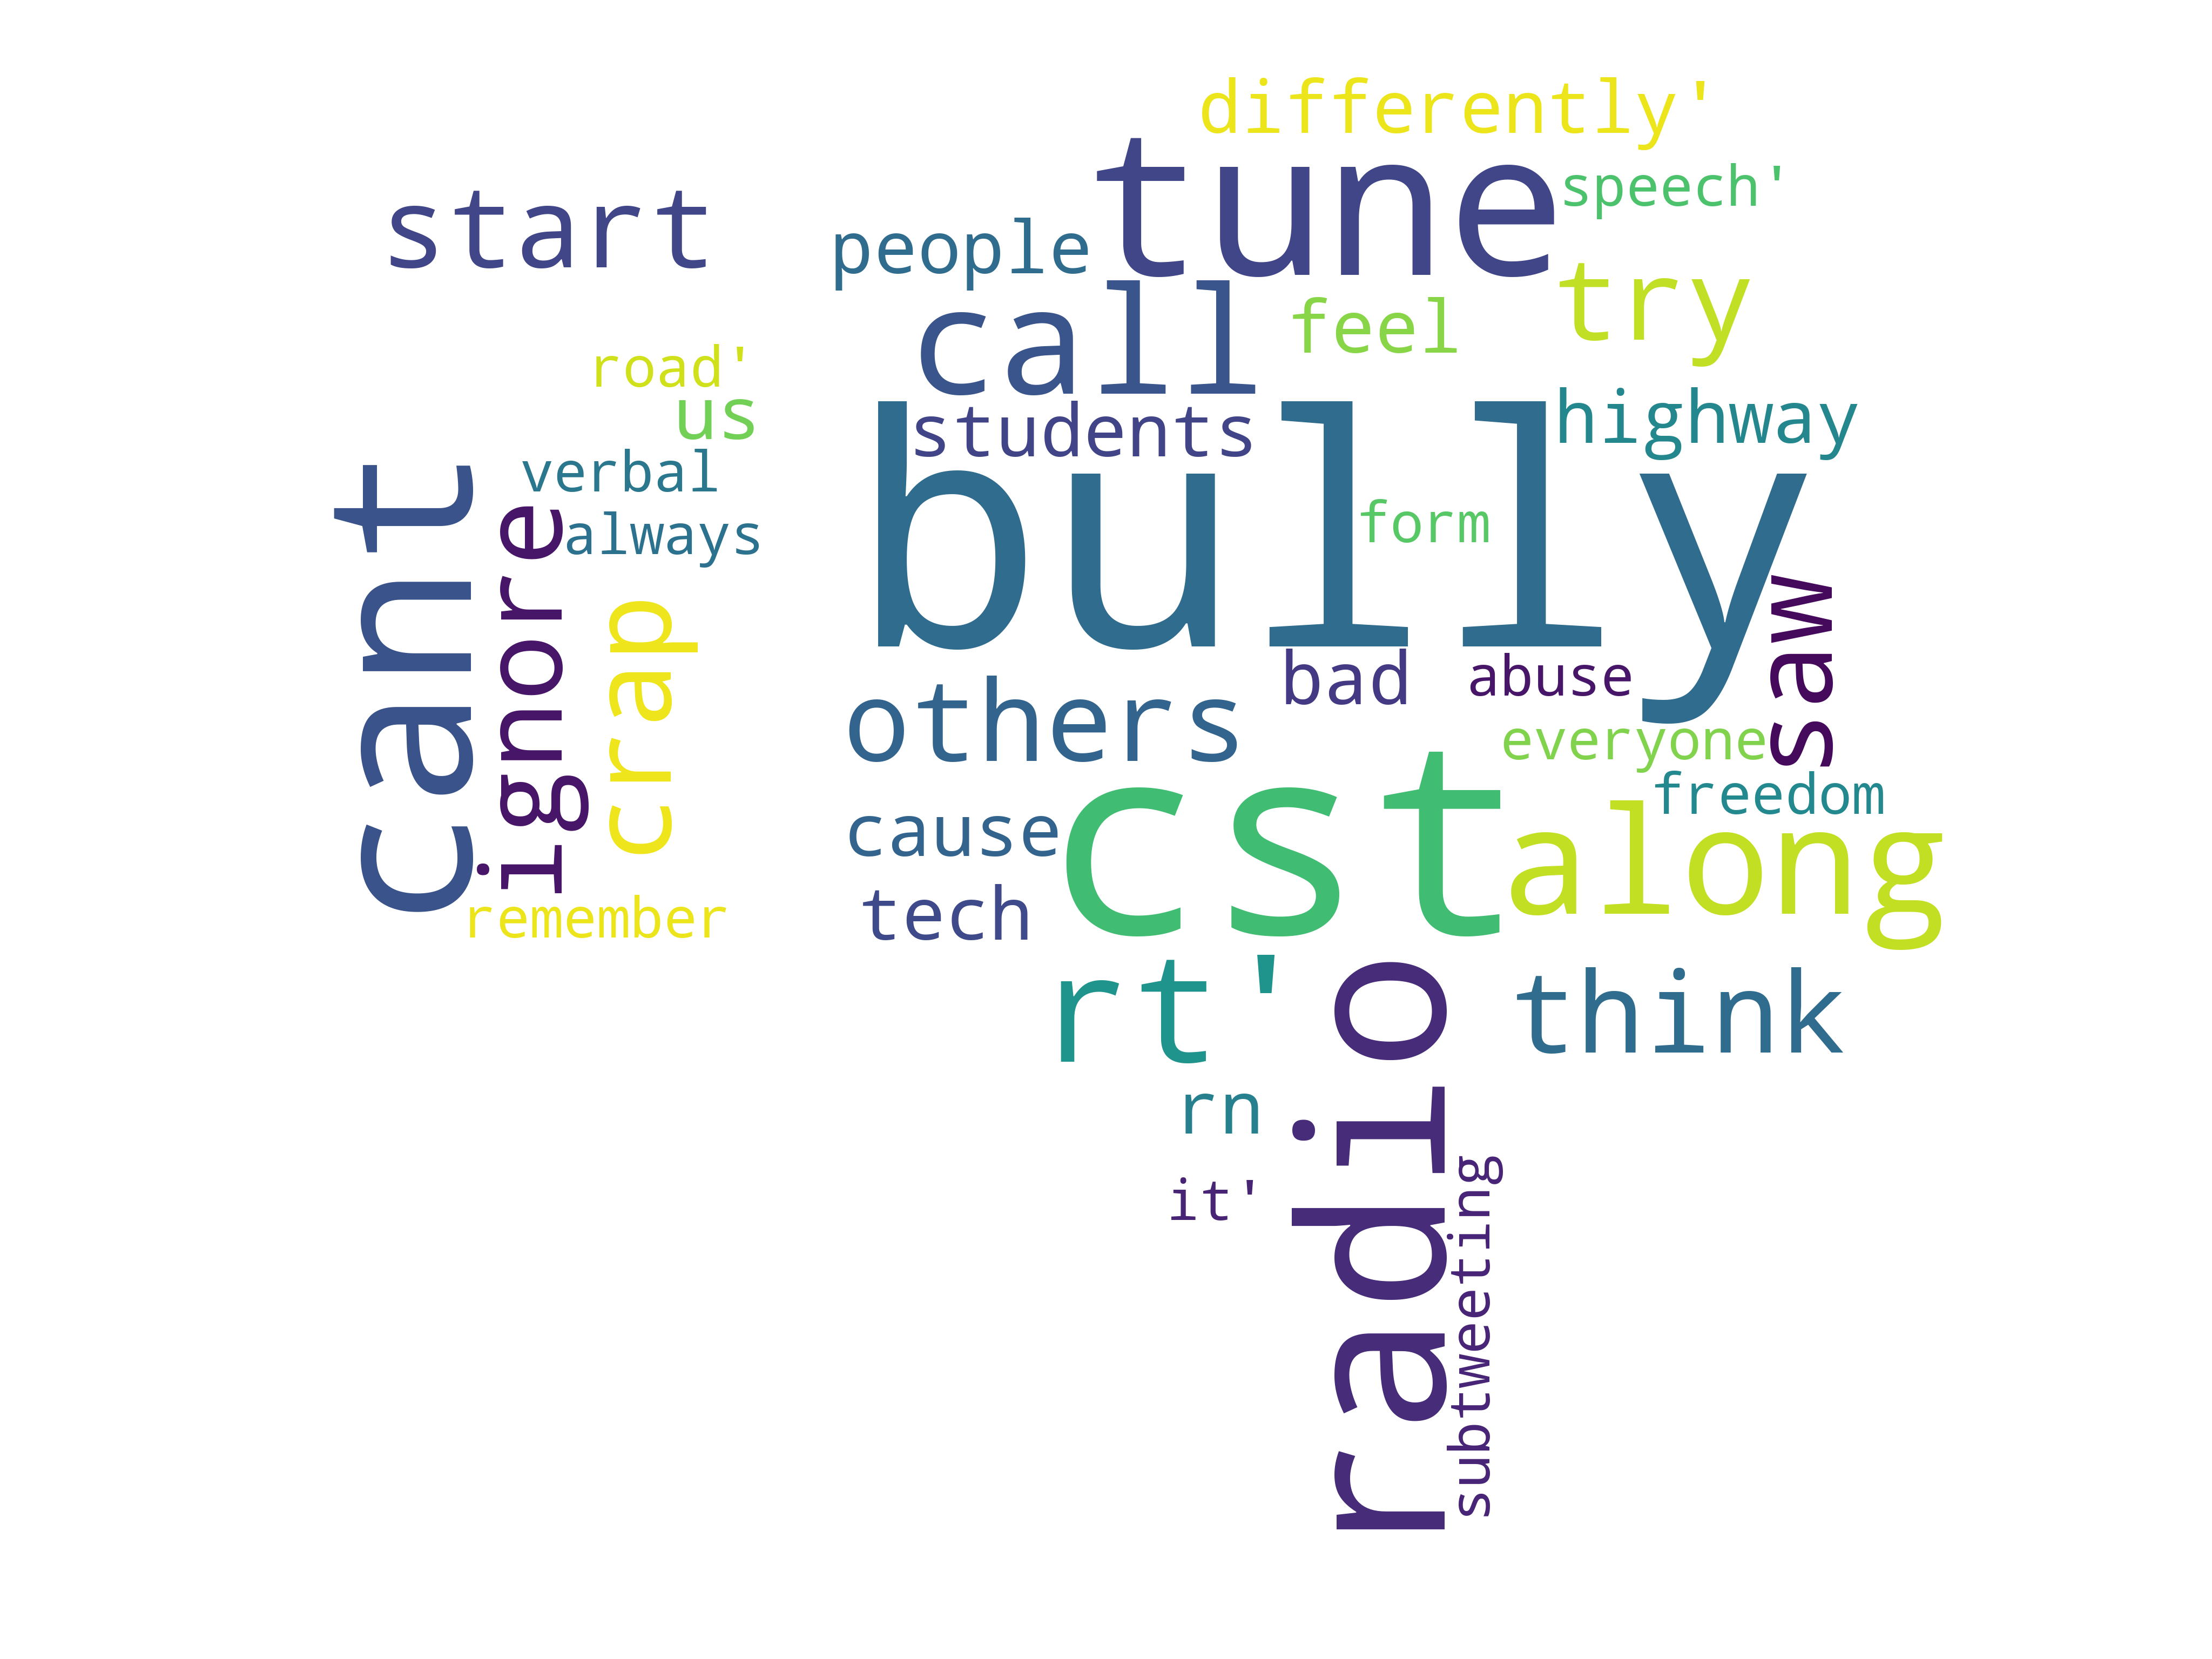 differently'
tune
speech'
start
people
try
call
feel
road'
us
students
highway
bully
verbal
always
form
cant
ignore
crap
saw
others
bad
abuse
everyone
freedom
cause
cst
along
tech
remember
rt'
radio
think
rn
it'
subtweeting